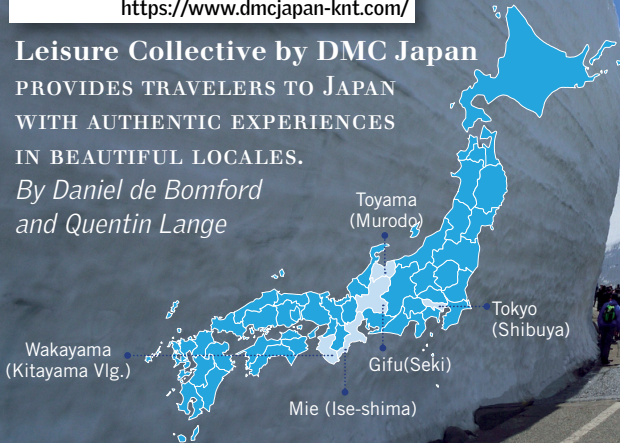 https://www.dmcjapan-knt.com/
Leisure Collective by DMC Japan
PROVIDES TRAVELERS TO JAPAN
WITH AUTHENTIC EXPERIENCES
IN BEAUTIFUL LOCALES.
By Daniel de Bomford
and Quentin Lange
Toyama
(Murodo)
Tokyo
(Shibuya)
Wakayama
(Kitayama Vlg.)
Gifu(Seki)
Mie (Ise-shima)